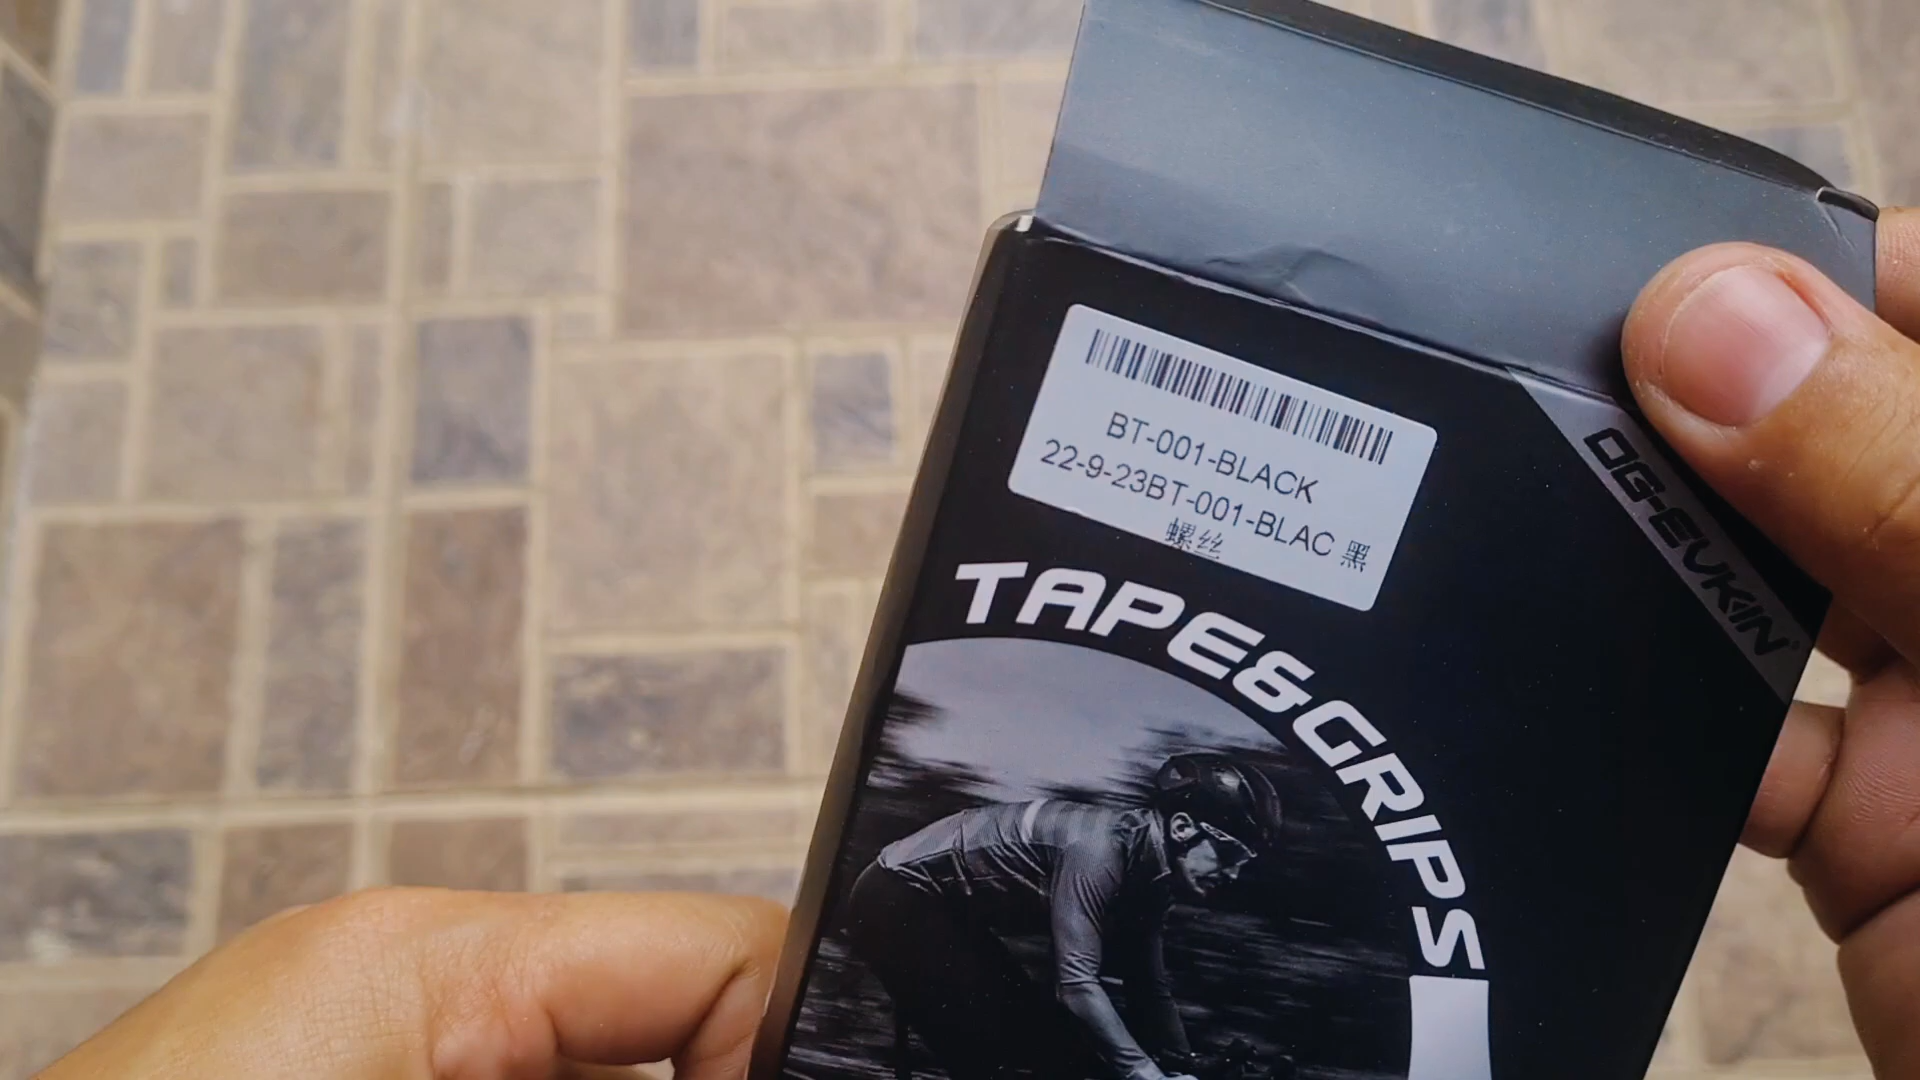 BT-001-BLACK
22-9-23BT-001-BLAC 黑
螺丝
OG-EVKIN®
TAPE&GRIPS